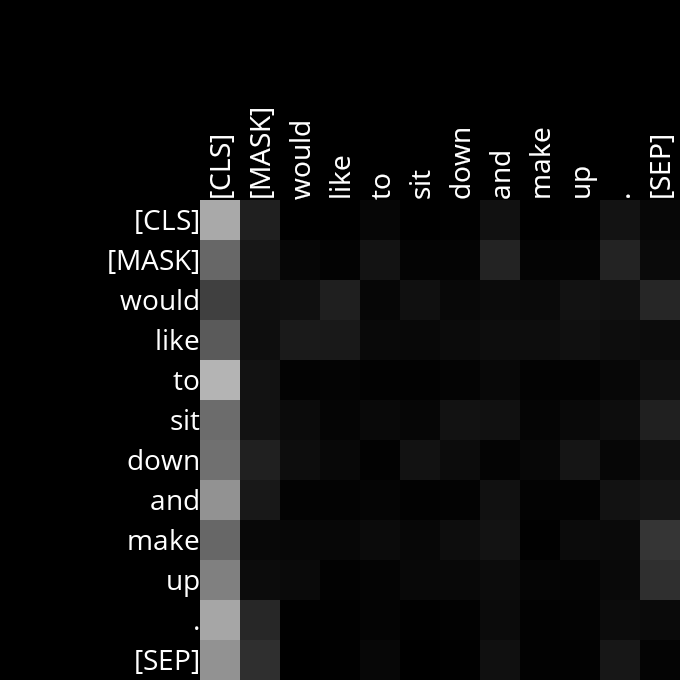 [CLS] [MASK] would like to sit down and make up . [SEP]
[CLS]
[MASK]
would
like
to
sit
down
and
make
up
.
[SEP]